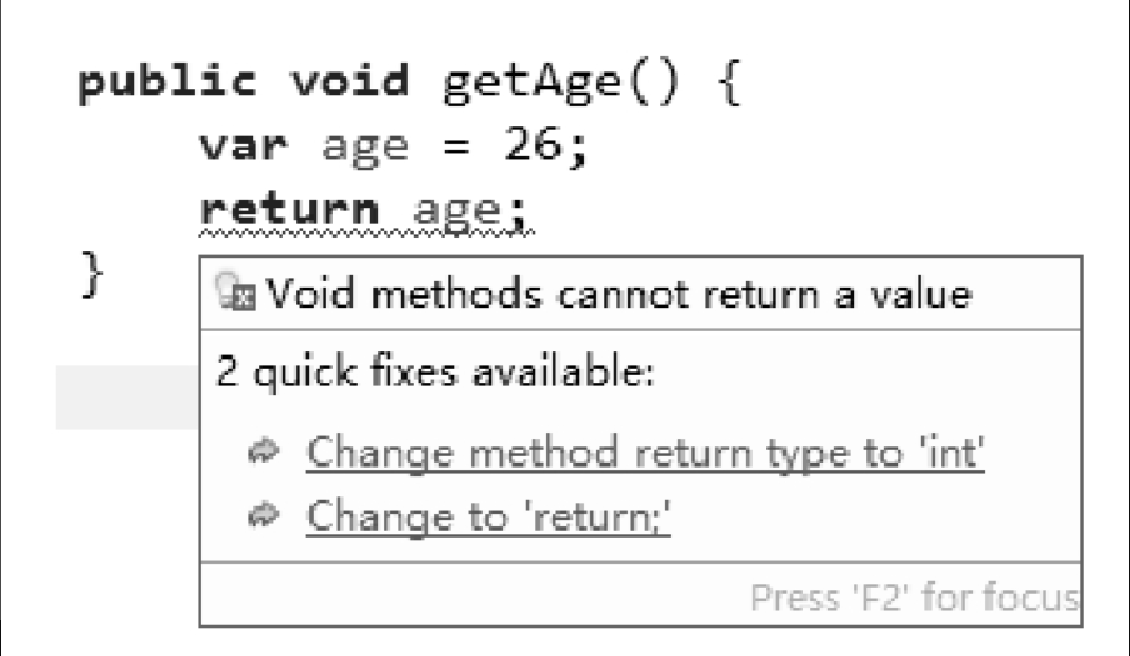 public void getAge() {
var age = 26;
return age;
}
Void methods cannot return a value
2 quick fixes available:
Change method return type to 'int'
Change to 'return;'
Press 'F2' for focus